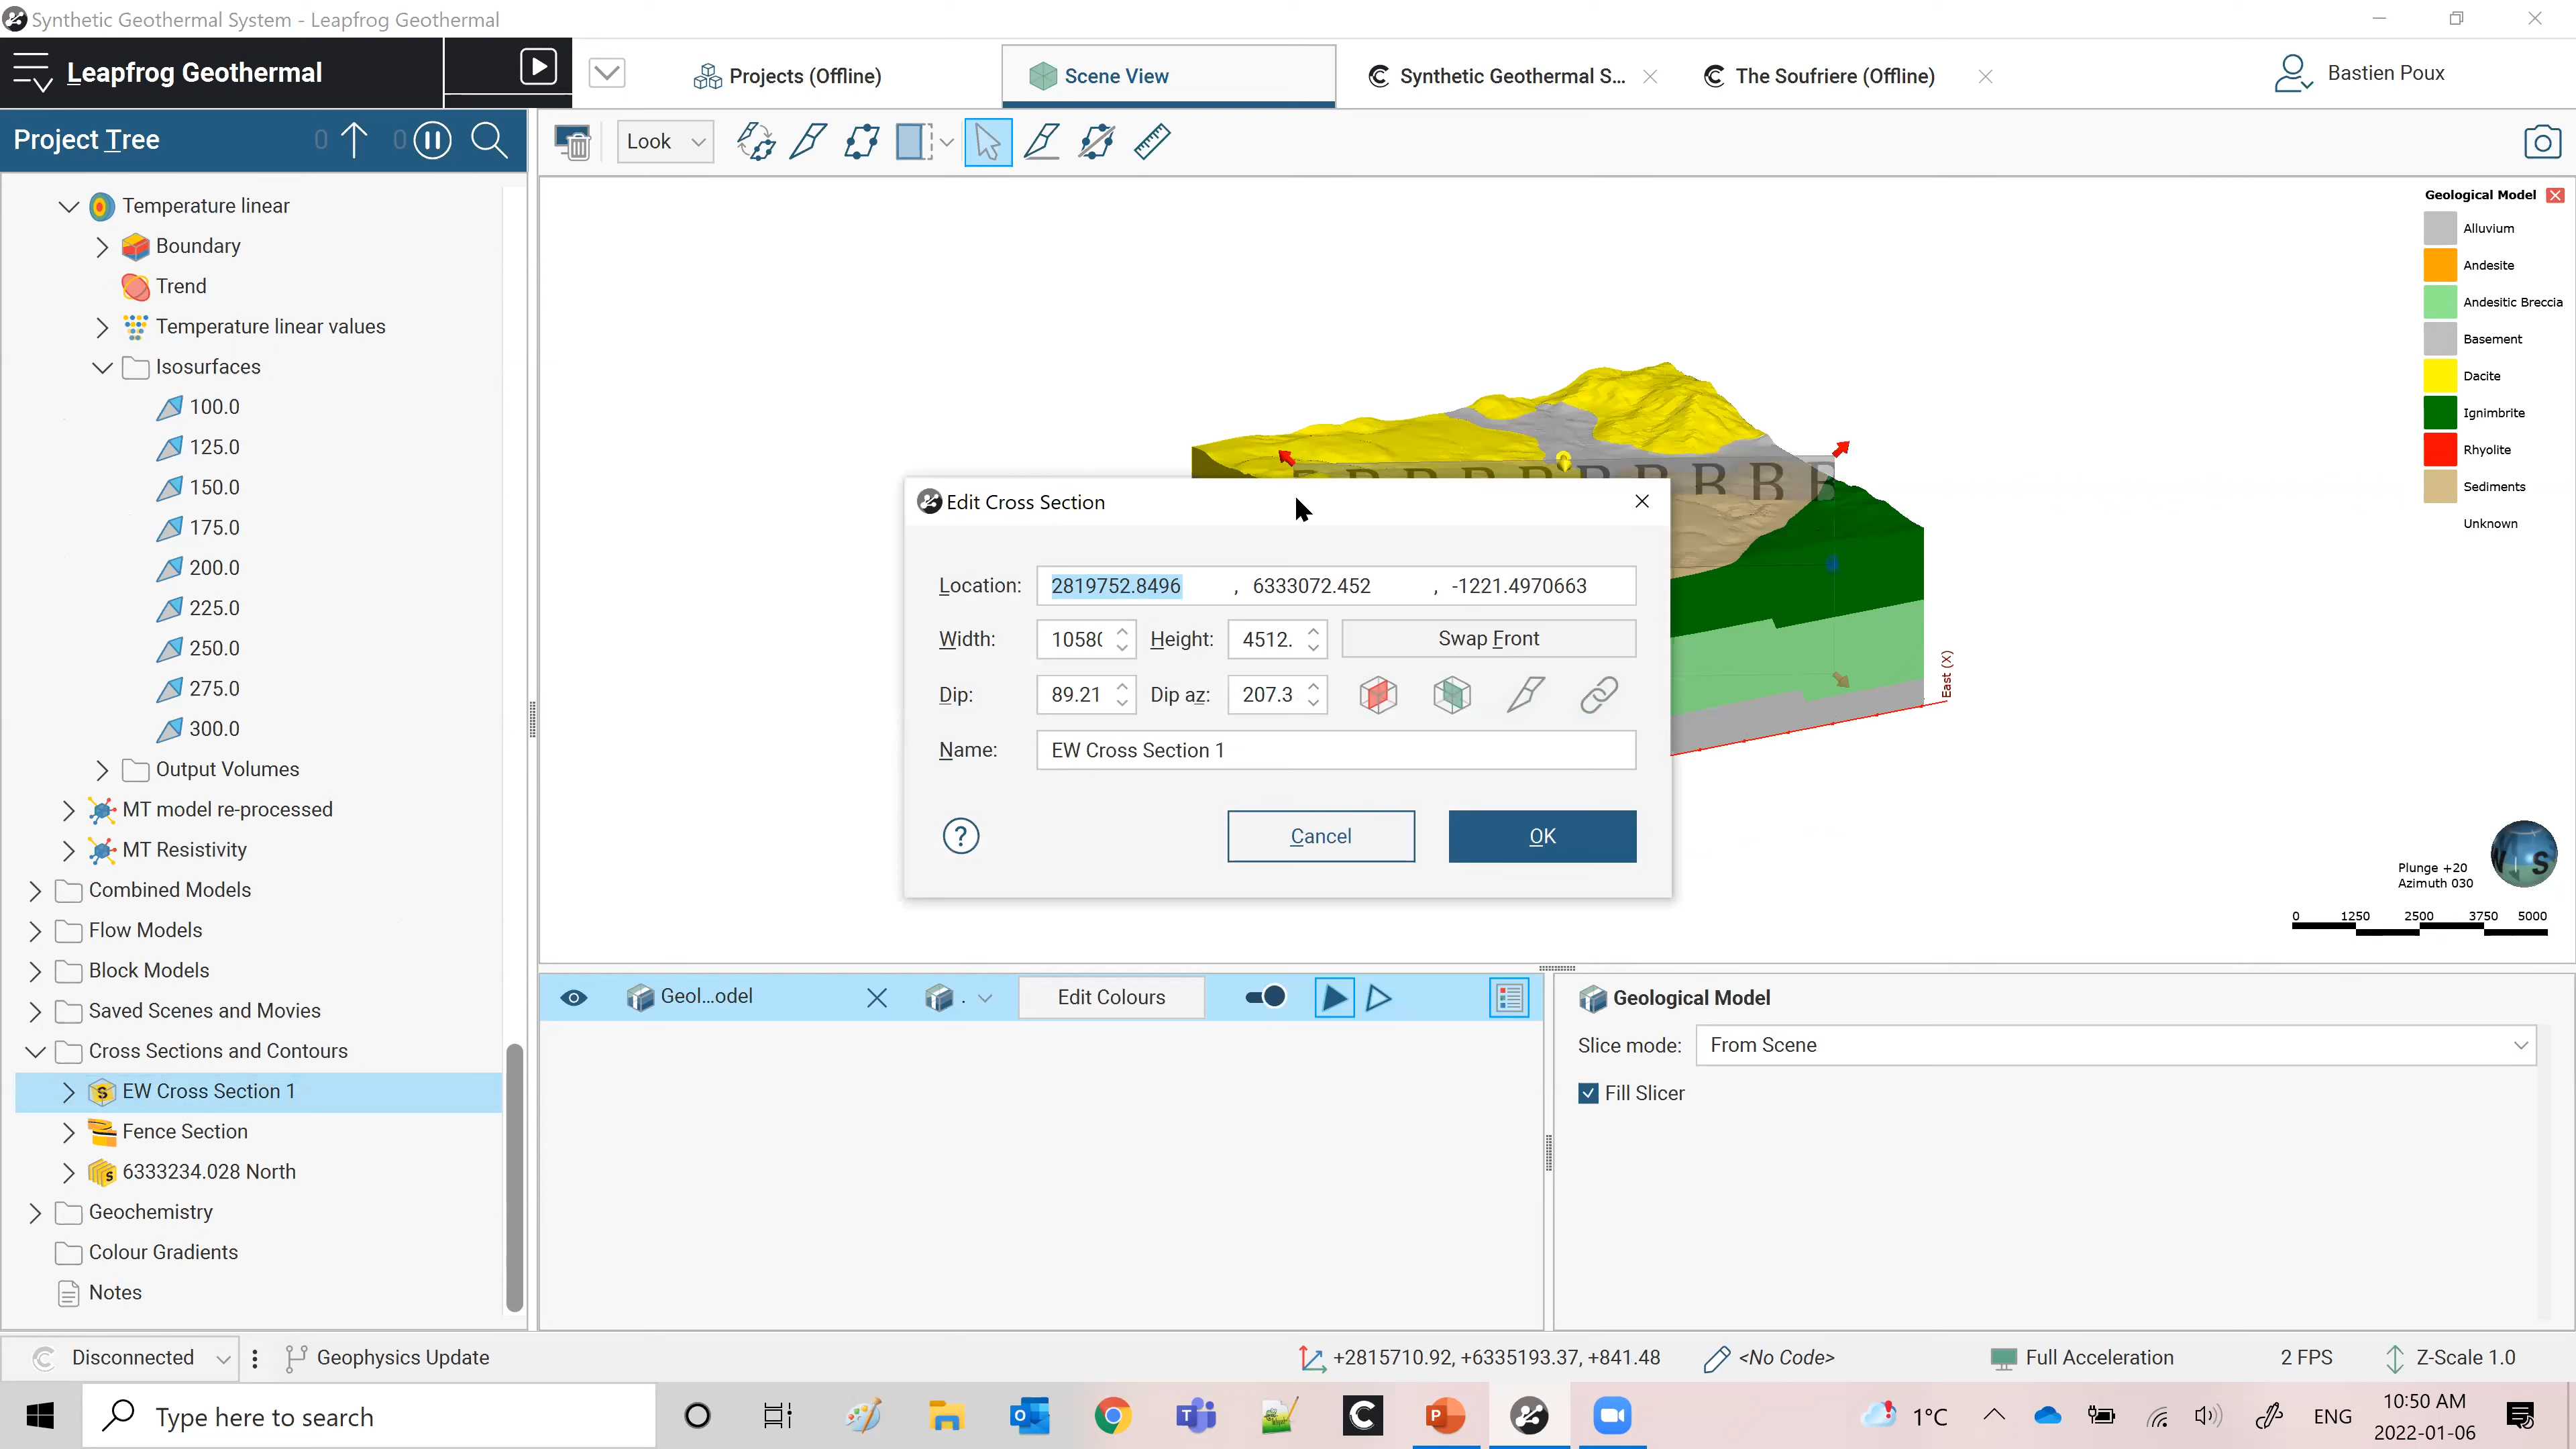 Synthetic Geothermal System - Leapfrog Geothermal
Leapfrog Geothermal
Projects (Offline)
Scene View
Synthetic Geothermal S...
The Soufriere (Offline)
Bastien Poux
Project Tree
0
0
Look
Temperature linear
Boundary
Trend
Temperature linear values
Isosurfaces
100.0
125.0
150.0
175.0
200.0
225.0
250.0
275.0
300.0
Output Volumes
MT model re-processed
MT Resistivity
Combined Models
Flow Models
Block Models
Saved Scenes and Movies
Cross Sections and Contours
EW Cross Section 1
Fence Section
6333234.028 North
Geochemistry
Colour Gradients
Notes
Geological Model
Alluvium
Andesite
Andesitic Breccia
Basement
Dacite
Ignimbrite
Rhyolite
Sediments
Unknown
East (X)
Edit Cross Section
Location: 2819752.8496 , 6333072.452 , -1221.4970663
Width: 10580 Height: 4512. Swap Front
Dip: 89.21 Dip az: 207.3
Name: EW Cross Section 1
Cancel OK
Plunge +20
Azimuth 030
0 1250 2500 3750 5000
Geol...odel
Edit Colours
Geological Model
Slice mode: From Scene
Fill Slicer
Disconnected
Geophysics Update
+2815710.92, +6335193.37, +841.48
<No Code>
Full Acceleration
2 FPS
Z-Scale 1.0
Type here to search
1°C
ENG
10:50 AM
2022-01-06